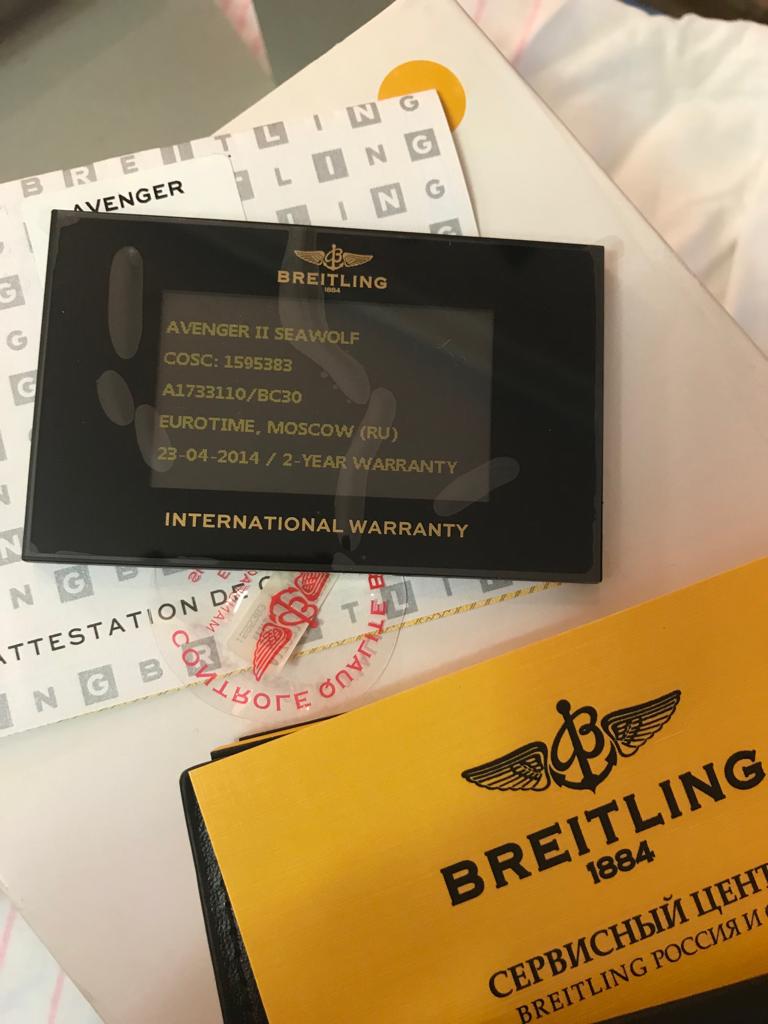 BREITLING
AVENGER
BREITLING
1884
AVENGER II SEAWOLF
COSC: 1595383
A1733110/BC30
EUROTIME, MOSCOW (RU)
23-04-2014 / 2-YEAR WARRANTY
INTERNATIONAL WARRANTY
ATTESTATION DE
CONTROLE QUALITE
BREITLING
1884
СЕРВИСНЫЙ ЦЕНТ
BREITLING РОССИЯ И